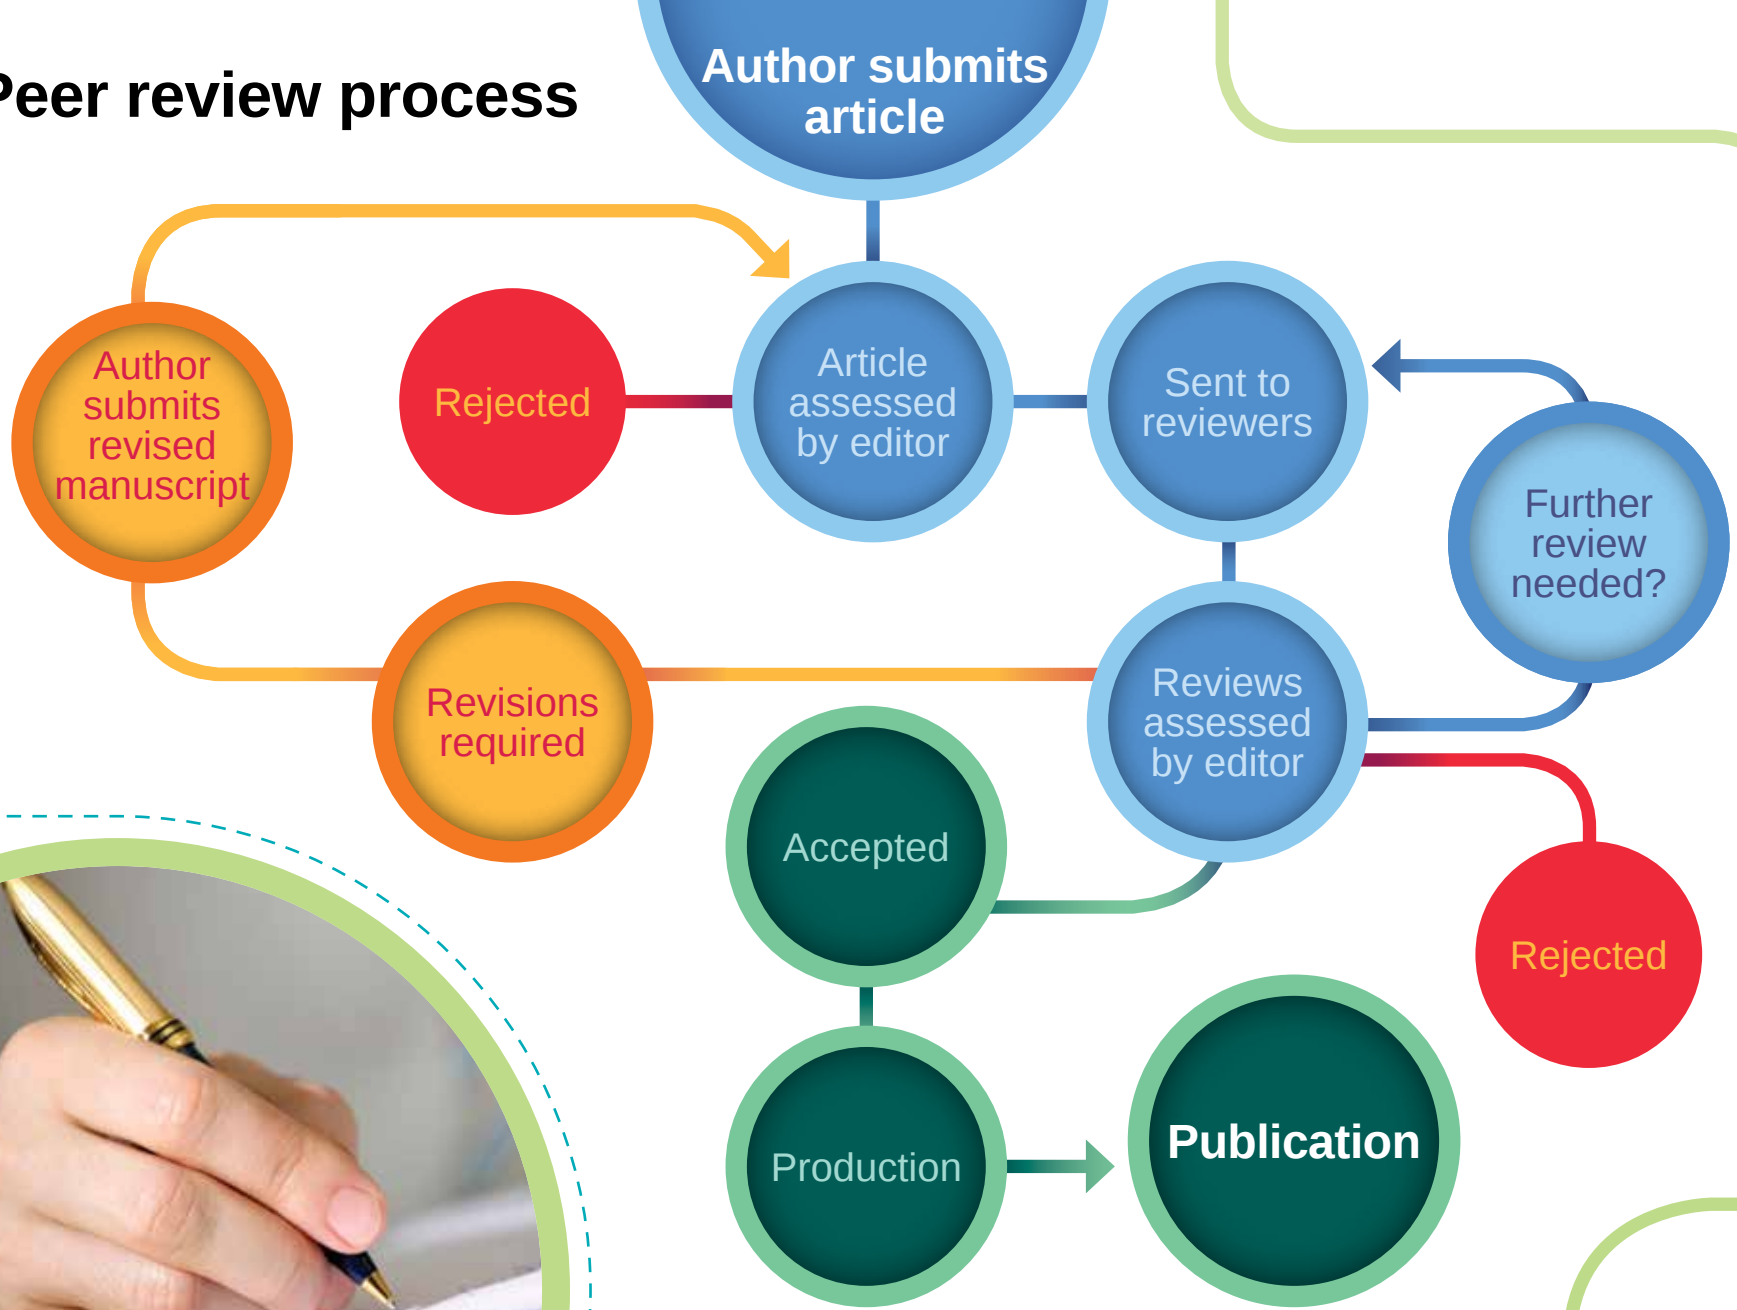 Peer review process
Author submits
article
Author
submits
revised
manuscript
Rejected
Article
assessed
by editor
Sent to
reviewers
Further
review
needed?
Revisions
required
Reviews
assessed
by editor
Accepted
Rejected
Production
Publication